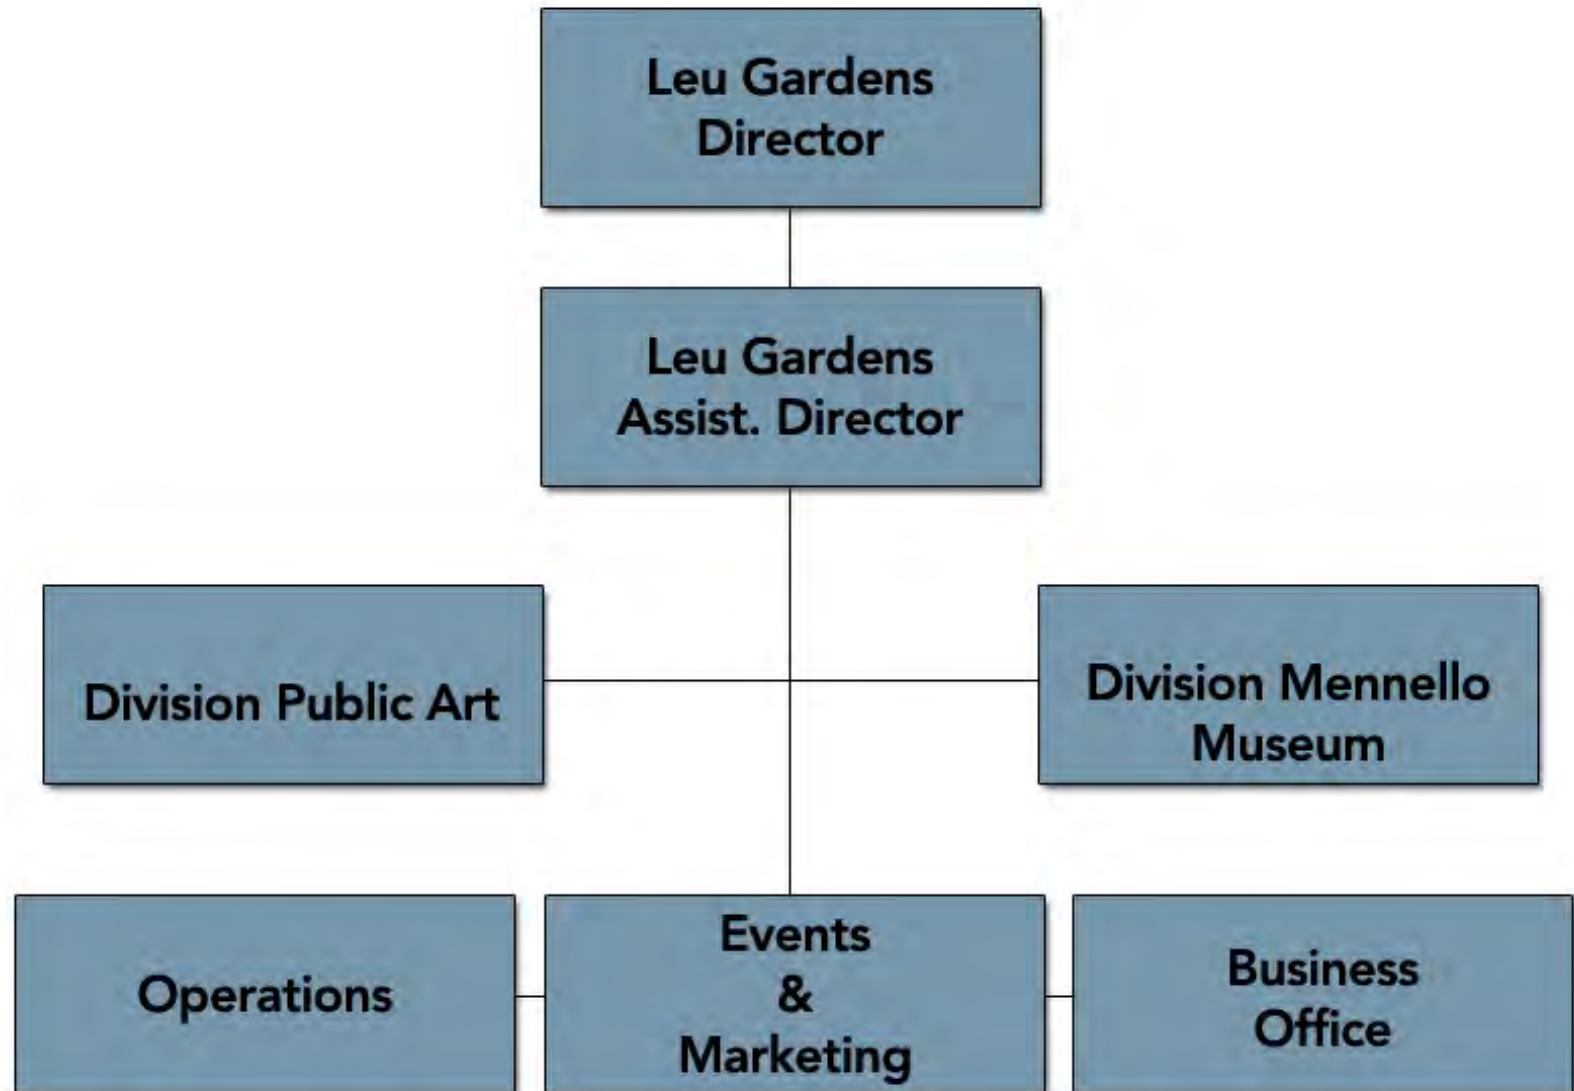 Leu Gardens
Director
Leu Gardens
Assist. Director
Division Public Art
Division Mennello
Museum
Operations
Events
&
Marketing
Business
Office